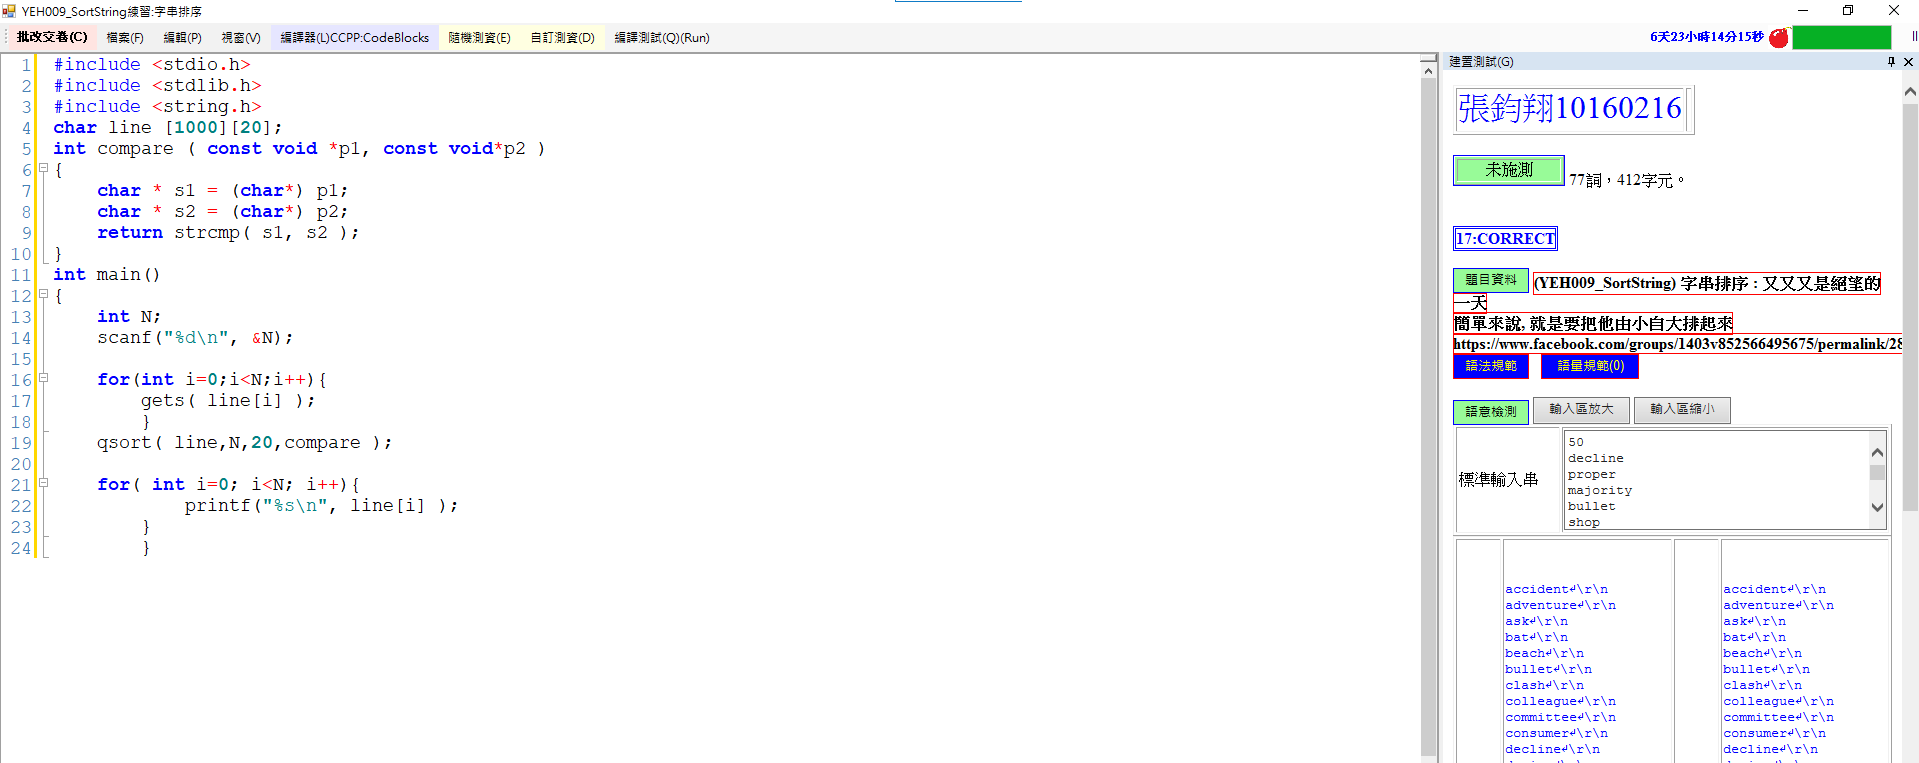 YEH009_SortString練習:字串排序
批改交卷(C) 檔案(F) 編輯(P) 視窗(V) 編譯器(L)CCPP:CodeBlocks 隨機測資(E) 自訂測資(D) 編譯測試(Q)(Run)
6天23小時14分15秒
1 #include <stdio.h>
2 #include <stdlib.h>
3 #include <string.h>
4 char line [1000][20];
5 int compare ( const void *p1, const void*p2 )
6 {
7 char * s1 = (char*) p1;
8 char * s2 = (char*) p2;
9 return strcmp( s1, s2 );
10 }
11 int main()
12 {
13 int N;
14 scanf("%d\n", &N);
15
16 for(int i=0;i<N;i++){
17 gets( line[i] );
18 }
19 qsort( line,N,20,compare );
20
21 for( int i=0; i<N; i++){
22 printf("%s\n", line[i] );
23 }
24 }
建置測試(G)
張鈞翔10160216
未施測 77詞，412字元。
17:CORRECT
題目資料 (YEH009_SortString) 字串排序 : 又又又是絕望的
一天
簡單來說, 就是要把他由小自大排起來
https://www.facebook.com/groups/1403v852566495675/permalink/28
語法規範 語量規範(0)
語意檢測 輸入區放大 輸入區縮小
標準輸入串
50
decline
proper
majority
bullet
shop
accident↲\r\n accident↲\r\n
adventure↲\r\n adventure↲\r\n
ask↲\r\n ask↲\r\n
bat↲\r\n bat↲\r\n
beach↲\r\n beach↲\r\n
bullet↲\r\n bullet↲\r\n
clash↲\r\n clash↲\r\n
colleague↲\r\n colleague↲\r\n
committee↲\r\n committee↲\r\n
consumer↲\r\n consumer↲\r\n
decline↲\r\n decline↲\r\n